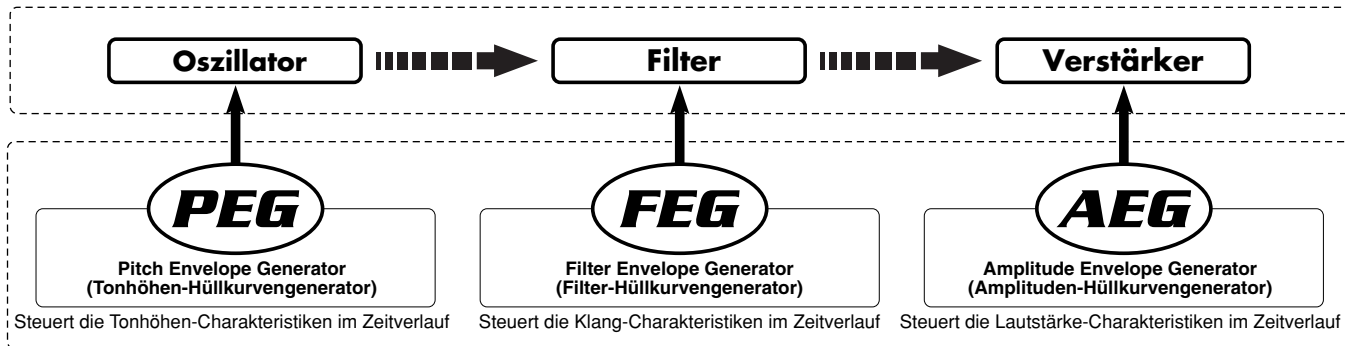 Oszillator
Filter
Verstärker
PEG
FEG
AEG
Pitch Envelope Generator
(Tonhöhen-Hüllkurvengenerator)
Filter Envelope Generator
(Filter-Hüllkurvengenerator)
Amplitude Envelope Generator
(Amplituden-Hüllkurvengenerator)
Steuert die Tonhöhen-Charakteristiken im Zeitverlauf
Steuert die Klang-Charakteristiken im Zeitverlauf
Steuert die Lautstärke-Charakteristiken im Zeitverlauf